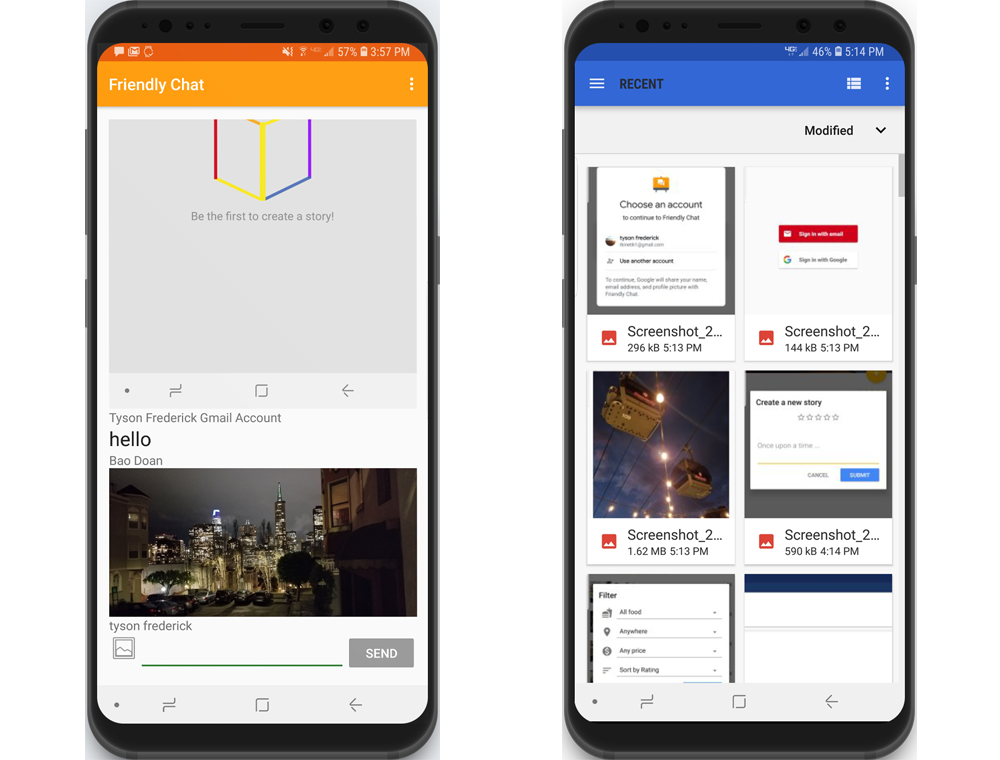 57% 3:57 PM
Friendly Chat
Be the first to create a story!
Tyson Frederick Gmail Account
hello
Bao Doan
tyson frederick
SEND
46% 5:14 PM
RECENT
Modified
Choose an account
to continue to Friendly Chat
tyson frederick
Use another account
To continue, Google will share your name,
email address, and profile picture with
Friendly Chat.
Sign in with email
Sign in with Google
Screenshot_2...
296 kB 5:13 PM
Screenshot_2...
144 kB 5:13 PM
Create a new story
Once upon a time ...
CANCEL
SUBMIT
Screenshot_2...
1.62 MB 5:13 PM
Screenshot_2...
590 kB 4:14 PM
Filter
All food
Anywhere
Any price
Sort by Rating